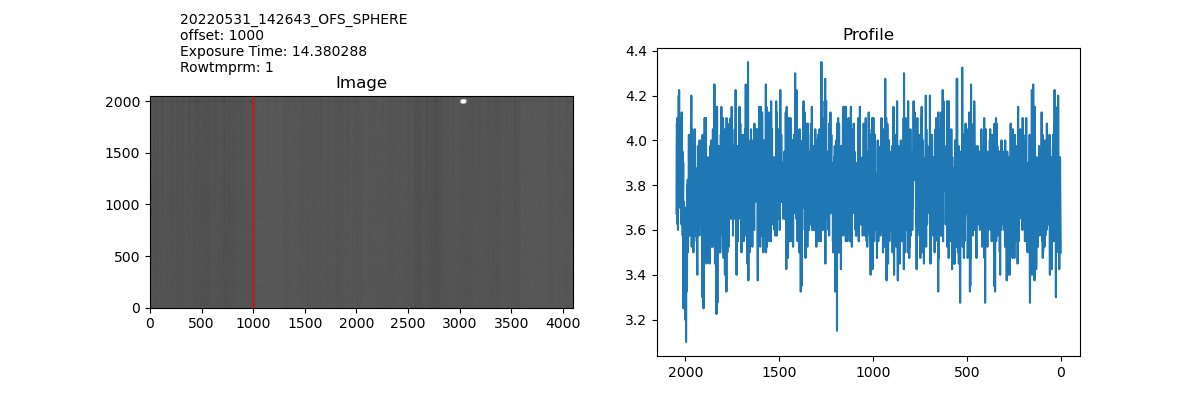 20220531_142643_OFS_SPHERE
offset: 1000
Exposure Time: 14.380288
Rowtmprm: 1
Image
2000
1500
1000
500
0
0 500 1000 1500 2000 2500 3000 3500 4000
Profile
4.4
4.2
4.0
3.8
3.6
3.4
3.2
2000 1500 1000 500 0